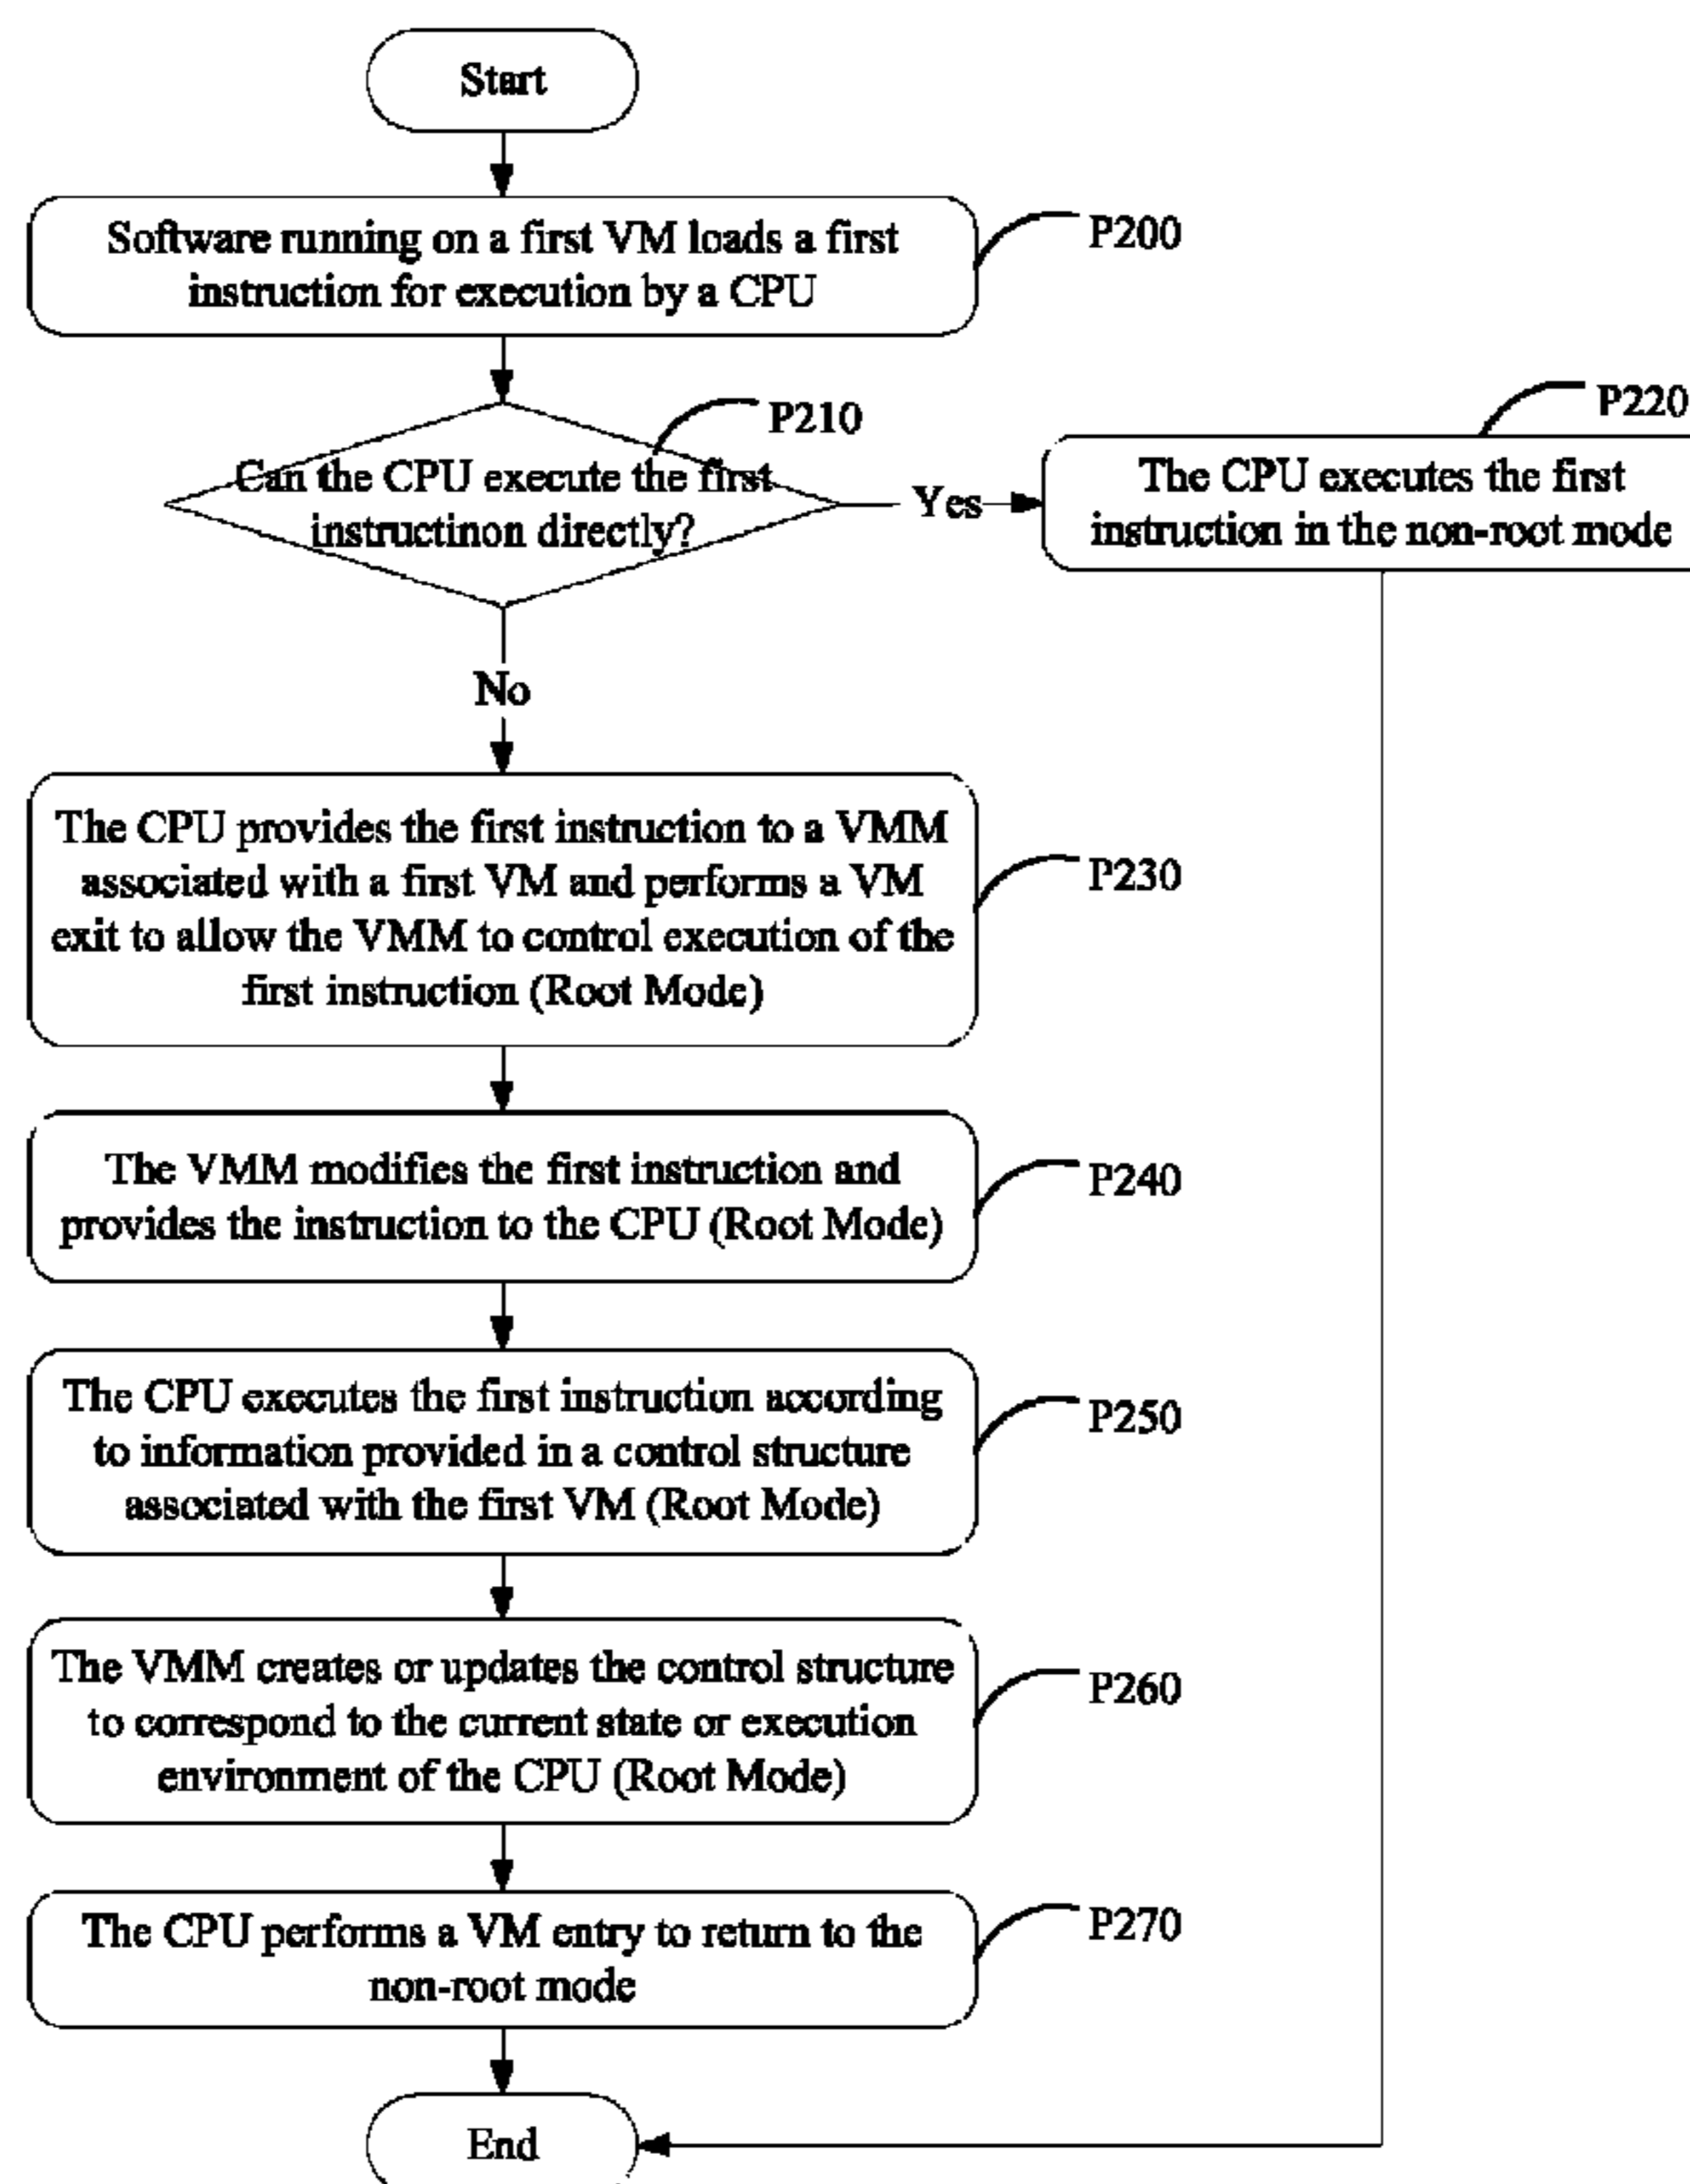 Start
Software running on a first VM loads a first
instruction for execution by a CPU
P200
P210
Can the CPU execute the first
instructinon directly?
Yes
P220
The CPU executes the first
instruction in the non-root mode
No
The CPU provides the first instruction to a VMM
associated with a first VM and performs a VM
exit to allow the VMM to control execution of the
first instruction (Root Mode)
P230
The VMM modifies the first instruction and
provides the instruction to the CPU (Root Mode)
P240
The CPU executes the first instruction according
to information provided in a control structure
associated with the first VM (Root Mode)
P250
The VMM creates or updates the control structure
to correspond to the current state or execution
environment of the CPU (Root Mode)
P260
The CPU performs a VM entry to return to the
non-root mode
P270
End